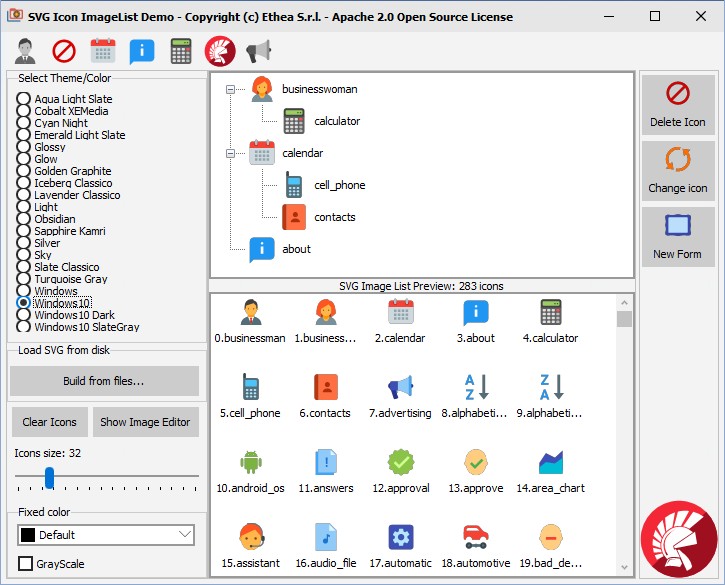 SVG Icon ImageList Demo - Copyright (c) Ethea S.r.l. - Apache 2.0 Open Source License
Select Theme/Color
Aqua Light Slate
Cobalt XEMedia
Cyan Night
Emerald Light Slate
Glossy
Glow
Golden Graphite
Iceberg Classico
Lavender Classico
Light
Obsidian
Sapphire Kamri
Silver
Sky
Slate Classico
Turquoise Gray
Windows
Windows10
Windows10 Dark
Windows10 SlateGray
Load SVG from disk
Build from files...
Clear Icons
Show Image Editor
Icons size: 32
Fixed color
Default
GrayScale
businesswoman
calculator
calendar
cell_phone
contacts
about
SVG Image List Preview: 283 icons
0.businessman 1.business... 2.calendar 3.about 4.calculator
5.cell_phone 6.contacts 7.advertising 8.alphabeti... 9.alphabeti...
A Z Z A
10.android_os 11.answers 12.approval 13.approve 14.area_chart
15.assistant 16.audio_file 17.automatic 18.automotive 19.bad_de...
Delete Icon
Change icon
New Form